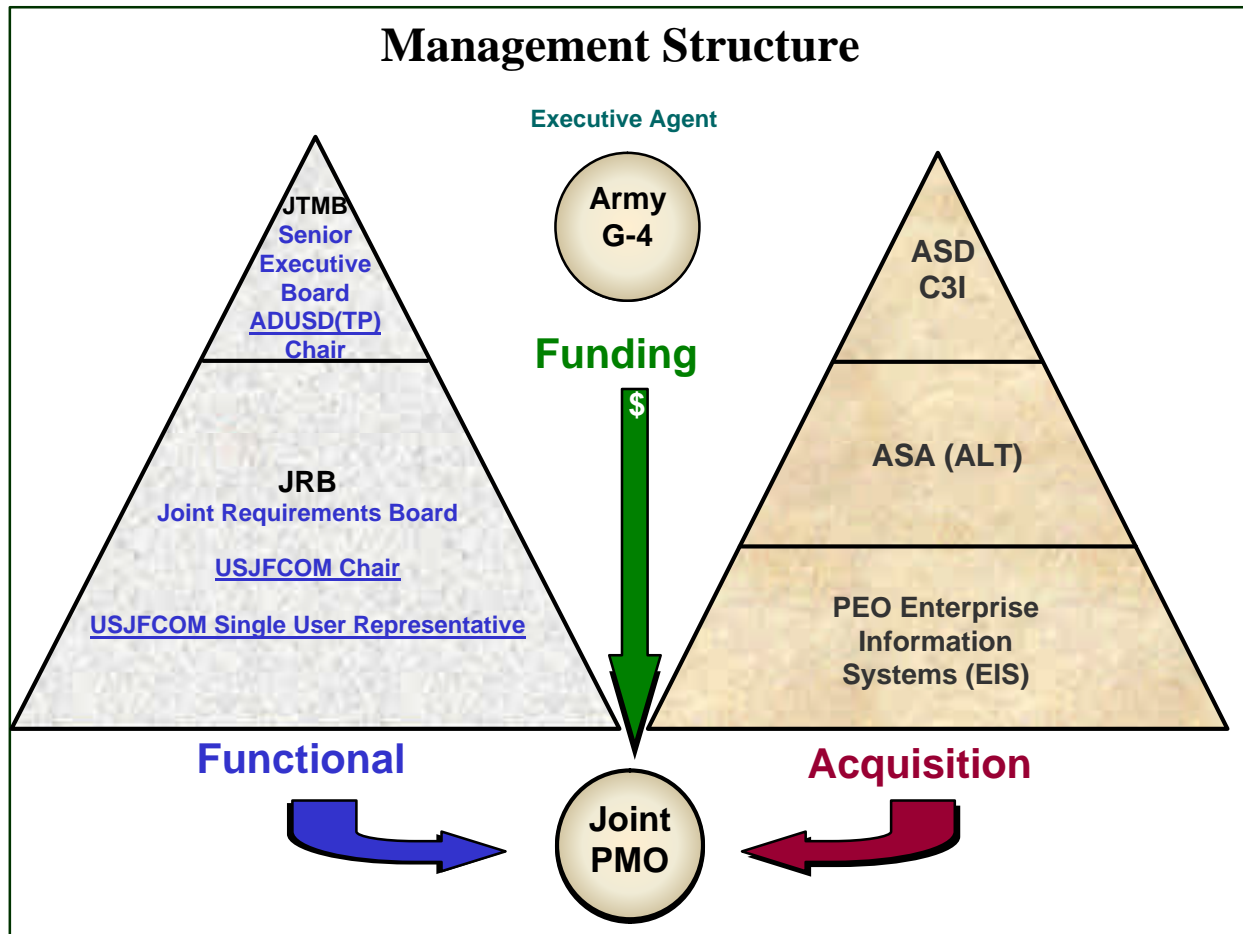 Management Structure
Executive Agent
JTMB
Senior
Executive
Board
ADUSD(TP)
Chair
JRB
Joint Requirements Board
USJFCOM Chair
USJFCOM Single User Representative
Functional
Army
G-4
Funding
$
Joint
PMO
ASD
C3I
ASA (ALT)
PEO Enterprise
Information
Systems (EIS)
Acquisition